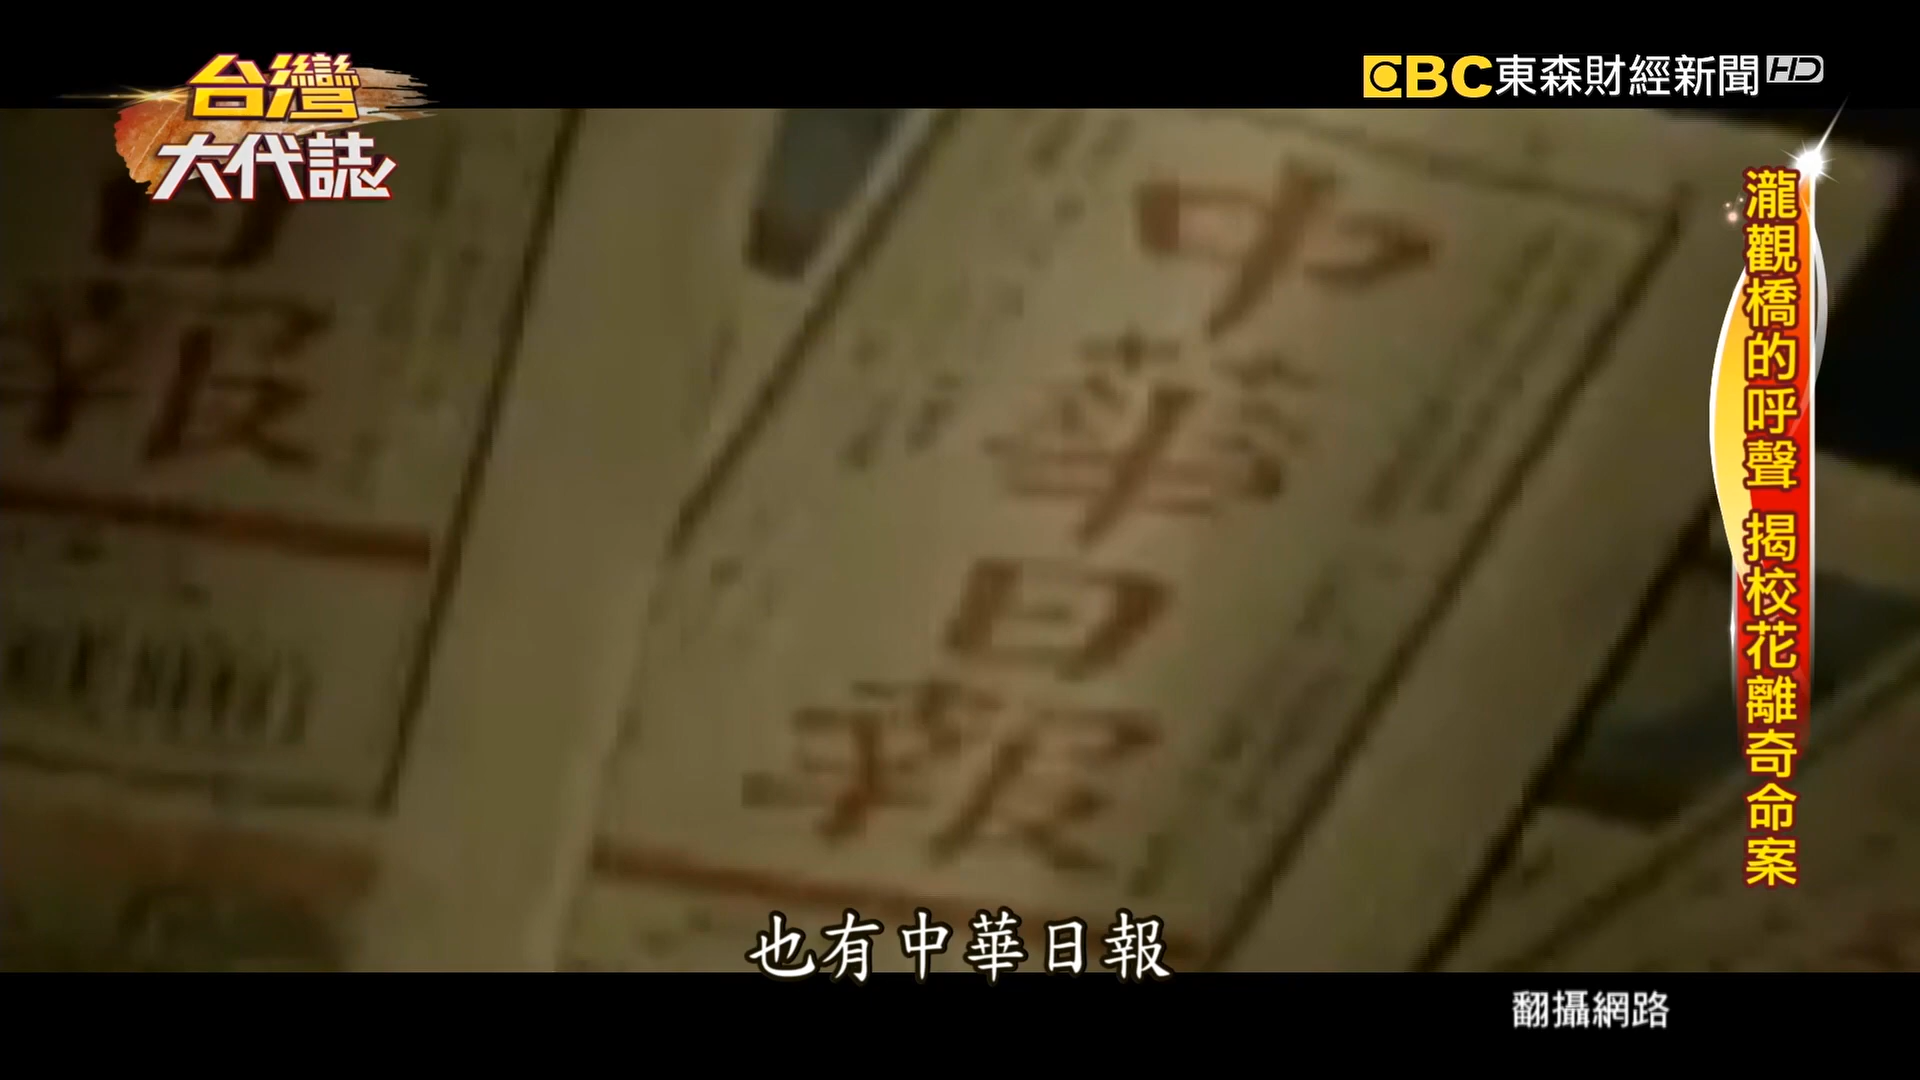 台灣
大代誌
EBC東森財經新聞HD
瀧觀橋的呼聲 揭校花離奇命案
中華日報
日報
也有中華日報
翻攝網路